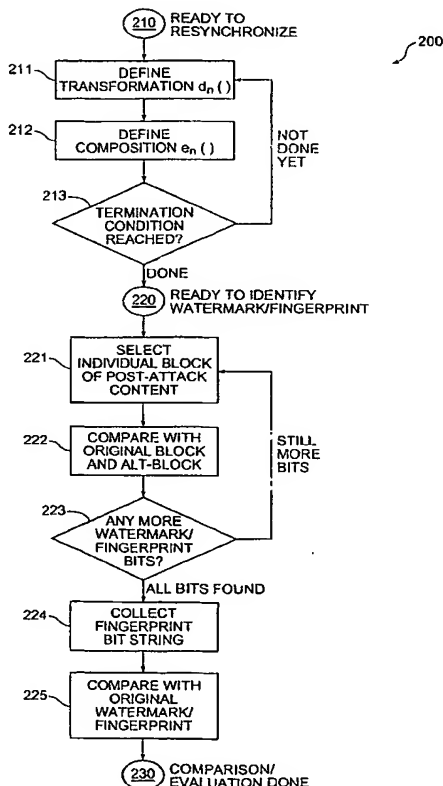 210
READY TO
RESYNCHRONIZE
200
211
DEFINE
TRANSFORMATION dn ( )
212
DEFINE
COMPOSITION en ( )
NOT
DONE
YET
213
TERMINATION
CONDITION
REACHED?
DONE
220
READY TO IDENTIFY
WATERMARK/FINGERPRINT
221
SELECT
INDIVIDUAL BLOCK
OF POST-ATTACK
CONTENT
222
COMPARE WITH
ORIGINAL BLOCK
AND ALT-BLOCK
STILL
MORE
BITS
223
ANY MORE
WATERMARK/
FINGERPRINT
BITS?
ALL BITS FOUND
224
COLLECT
FINGERPRINT
BIT STRING
225
COMPARE WITH
ORIGINAL
WATERMARK/
FINGERPRINT
230
COMPARISON/
EVALUATION DONE